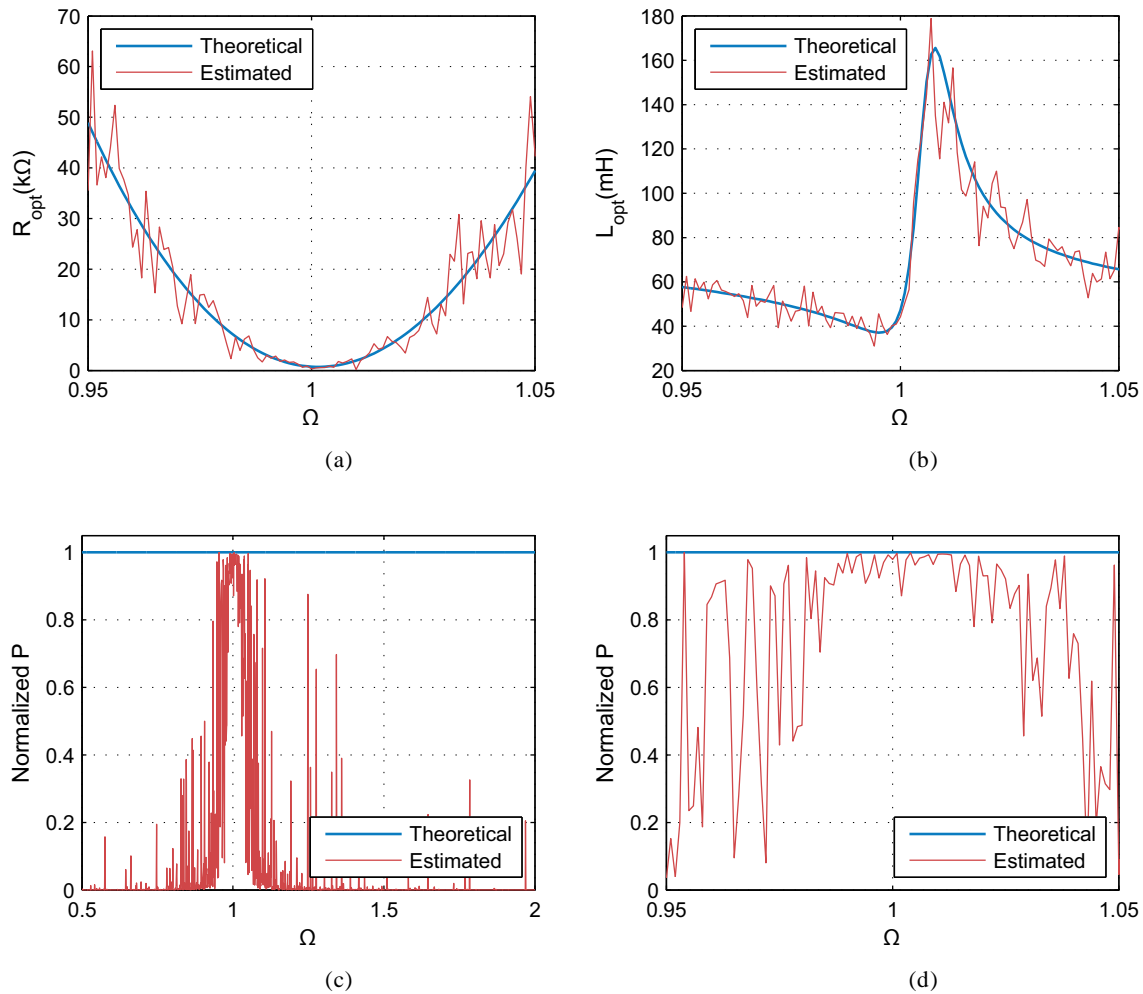 70
60
50
40
30
20
10
0
R_opt(kΩ)
Theoretical
Estimated
0.95
1
1.05
Ω
(a)
180
160
140
120
100
80
60
40
20
L_opt(mH)
Theoretical
Estimated
0.95
1
1.05
Ω
(b)
1
0.8
0.6
0.4
0.2
0
Normalized P
Theoretical
Estimated
0.5
1
1.5
2
Ω
(c)
1
0.8
0.6
0.4
0.2
0
Normalized P
Theoretical
Estimated
0.95
1
1.05
Ω
(d)